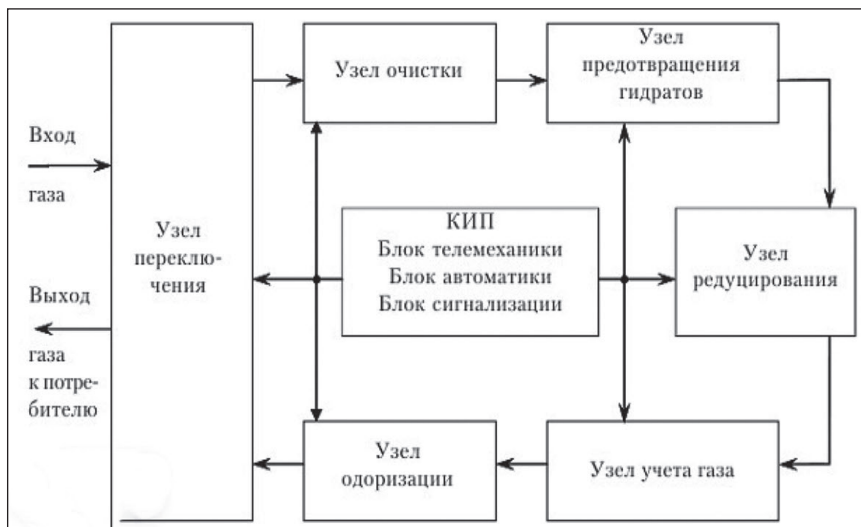 Вход
газа
Выход
газа
к потре-
бителю
Узел
переклю-
чения
Узел очистки
Узел
предотвращения
гидратов
КИП
Блок телемеханики
Блок автоматики
Блок сигнализации
Узел
редуцирования
Узел
одоризации
Узел учета газа